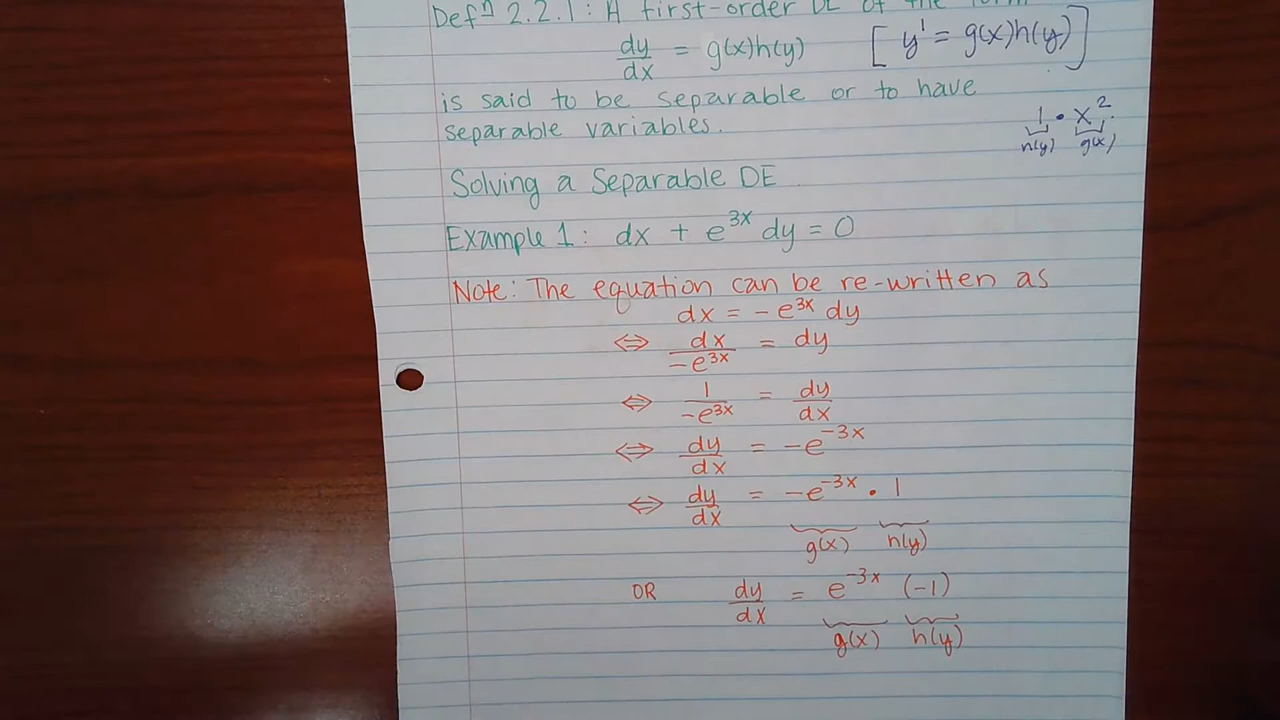 Defⁿ 2.2.1: A first-order DE of the form
dy/dx = g(x)h(y) [y' = g(x)h(y)]
is said to be separable or to have
separable variables.
1 • x²
h(y) g(x)
Solving a Separable DE
Example 1: dx + e^{3x} dy = 0
Note: The equation can be re-written as
dx = -e^{3x} dy
⇔ dx/-e^{3x} = dy
⇔ 1/-e^{3x} = dy/dx
⇔ dy/dx = -e^{-3x}
⇔ dy/dx = -e^{-3x} • 1
g(x) h(y)
OR dy/dx = e^{-3x} (-1)
g(x) h(y)